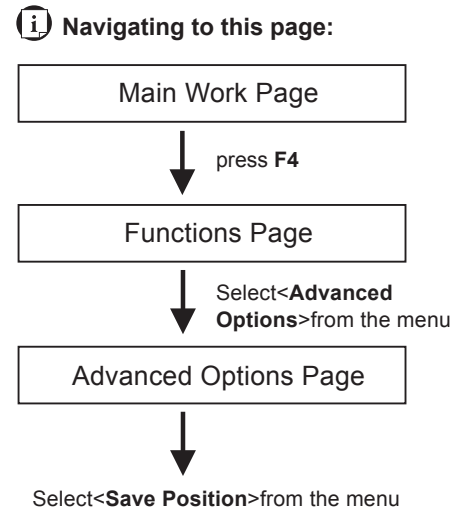 i Navigating to this page:
Main Work Page
press F4
Functions Page
Select<Advanced
Options>from the menu
Advanced Options Page
Select<Save Position>from the menu